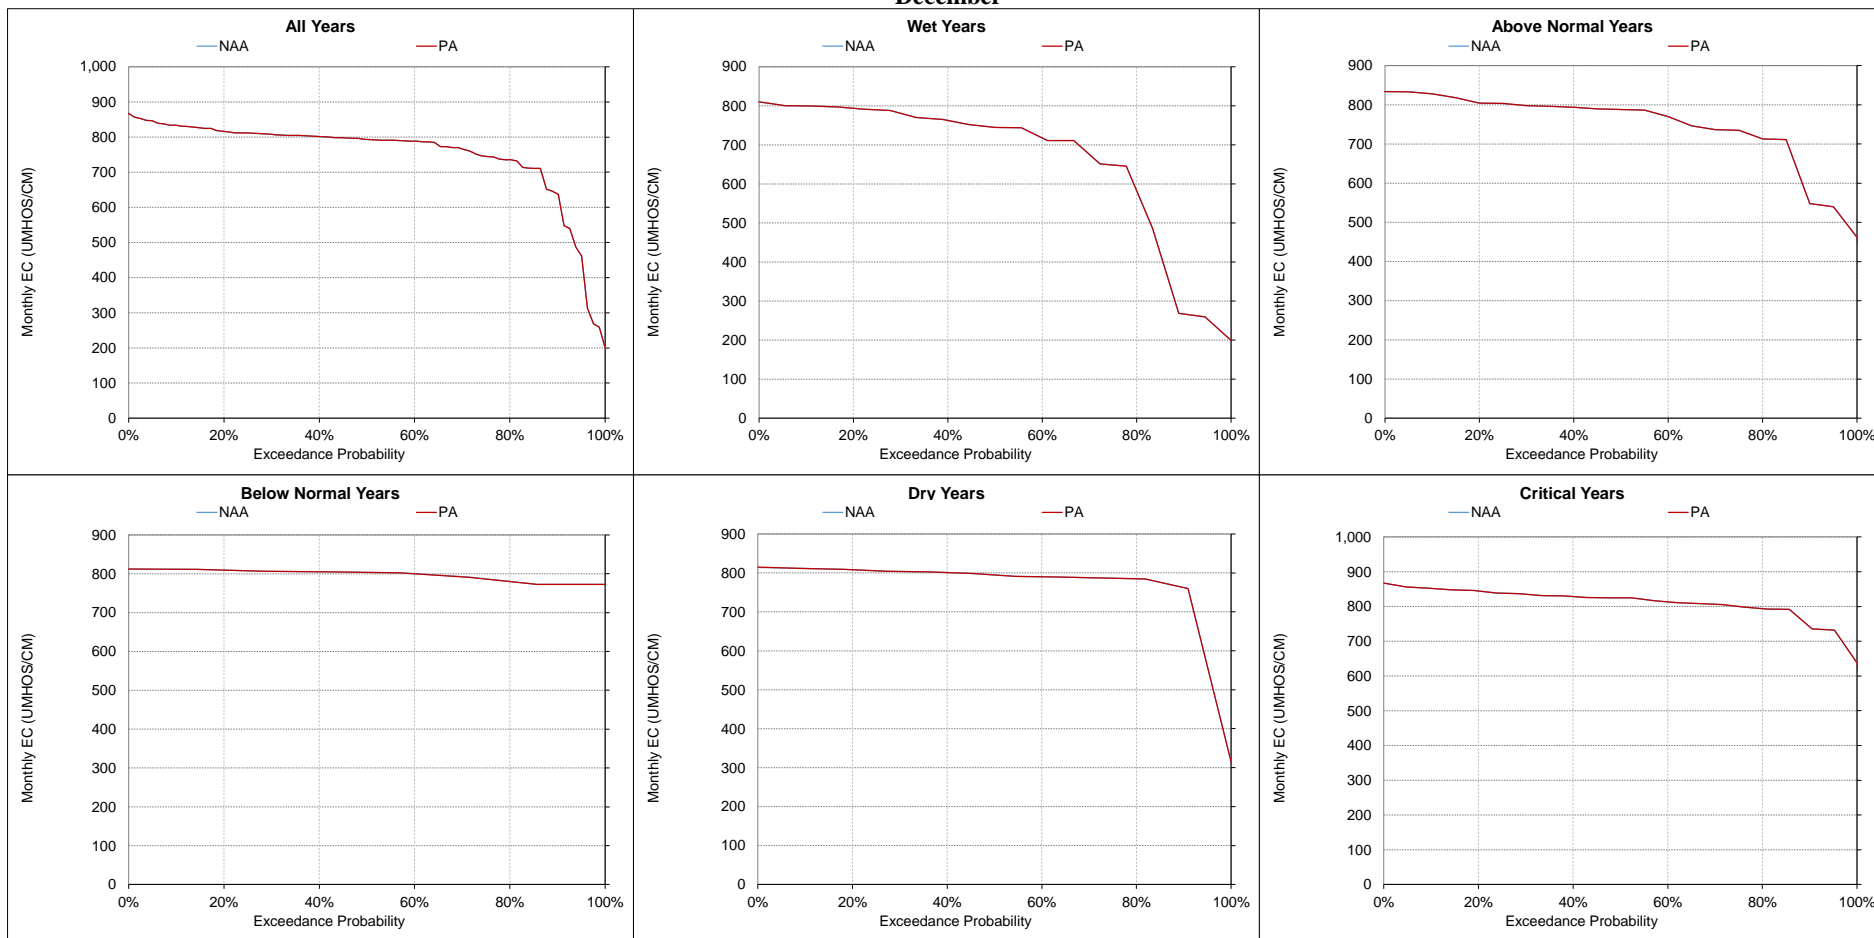 December
All Years
NAA PA
1,000
900
800
700
600
500
400
300
200
100
0
0% 20% 40% 60% 80% 100%
Monthly EC (UMHOS/CM)
Exceedance Probability
Wet Years
NAA PA
900
800
700
600
500
400
300
200
100
0
0% 20% 40% 60% 80% 100%
Monthly EC (UMHOS/CM)
Exceedance Probability
Above Normal Years
NAA PA
900
800
700
600
500
400
300
200
100
0
0% 20% 40% 60% 80% 100%
Monthly EC (UMHOS/CM)
Exceedance Probability
Below Normal Years
NAA PA
900
800
700
600
500
400
300
200
100
0
0% 20% 40% 60% 80% 100%
Monthly EC (UMHOS/CM)
Exceedance Probability
Dry Years
NAA PA
900
800
700
600
500
400
300
200
100
0
0% 20% 40% 60% 80% 100%
Monthly EC (UMHOS/CM)
Exceedance Probability
Critical Years
NAA PA
1,000
900
800
700
600
500
400
300
200
100
0
0% 20% 40% 60% 80% 100%
Monthly EC (UMHOS/CM)
Exceedance Probability